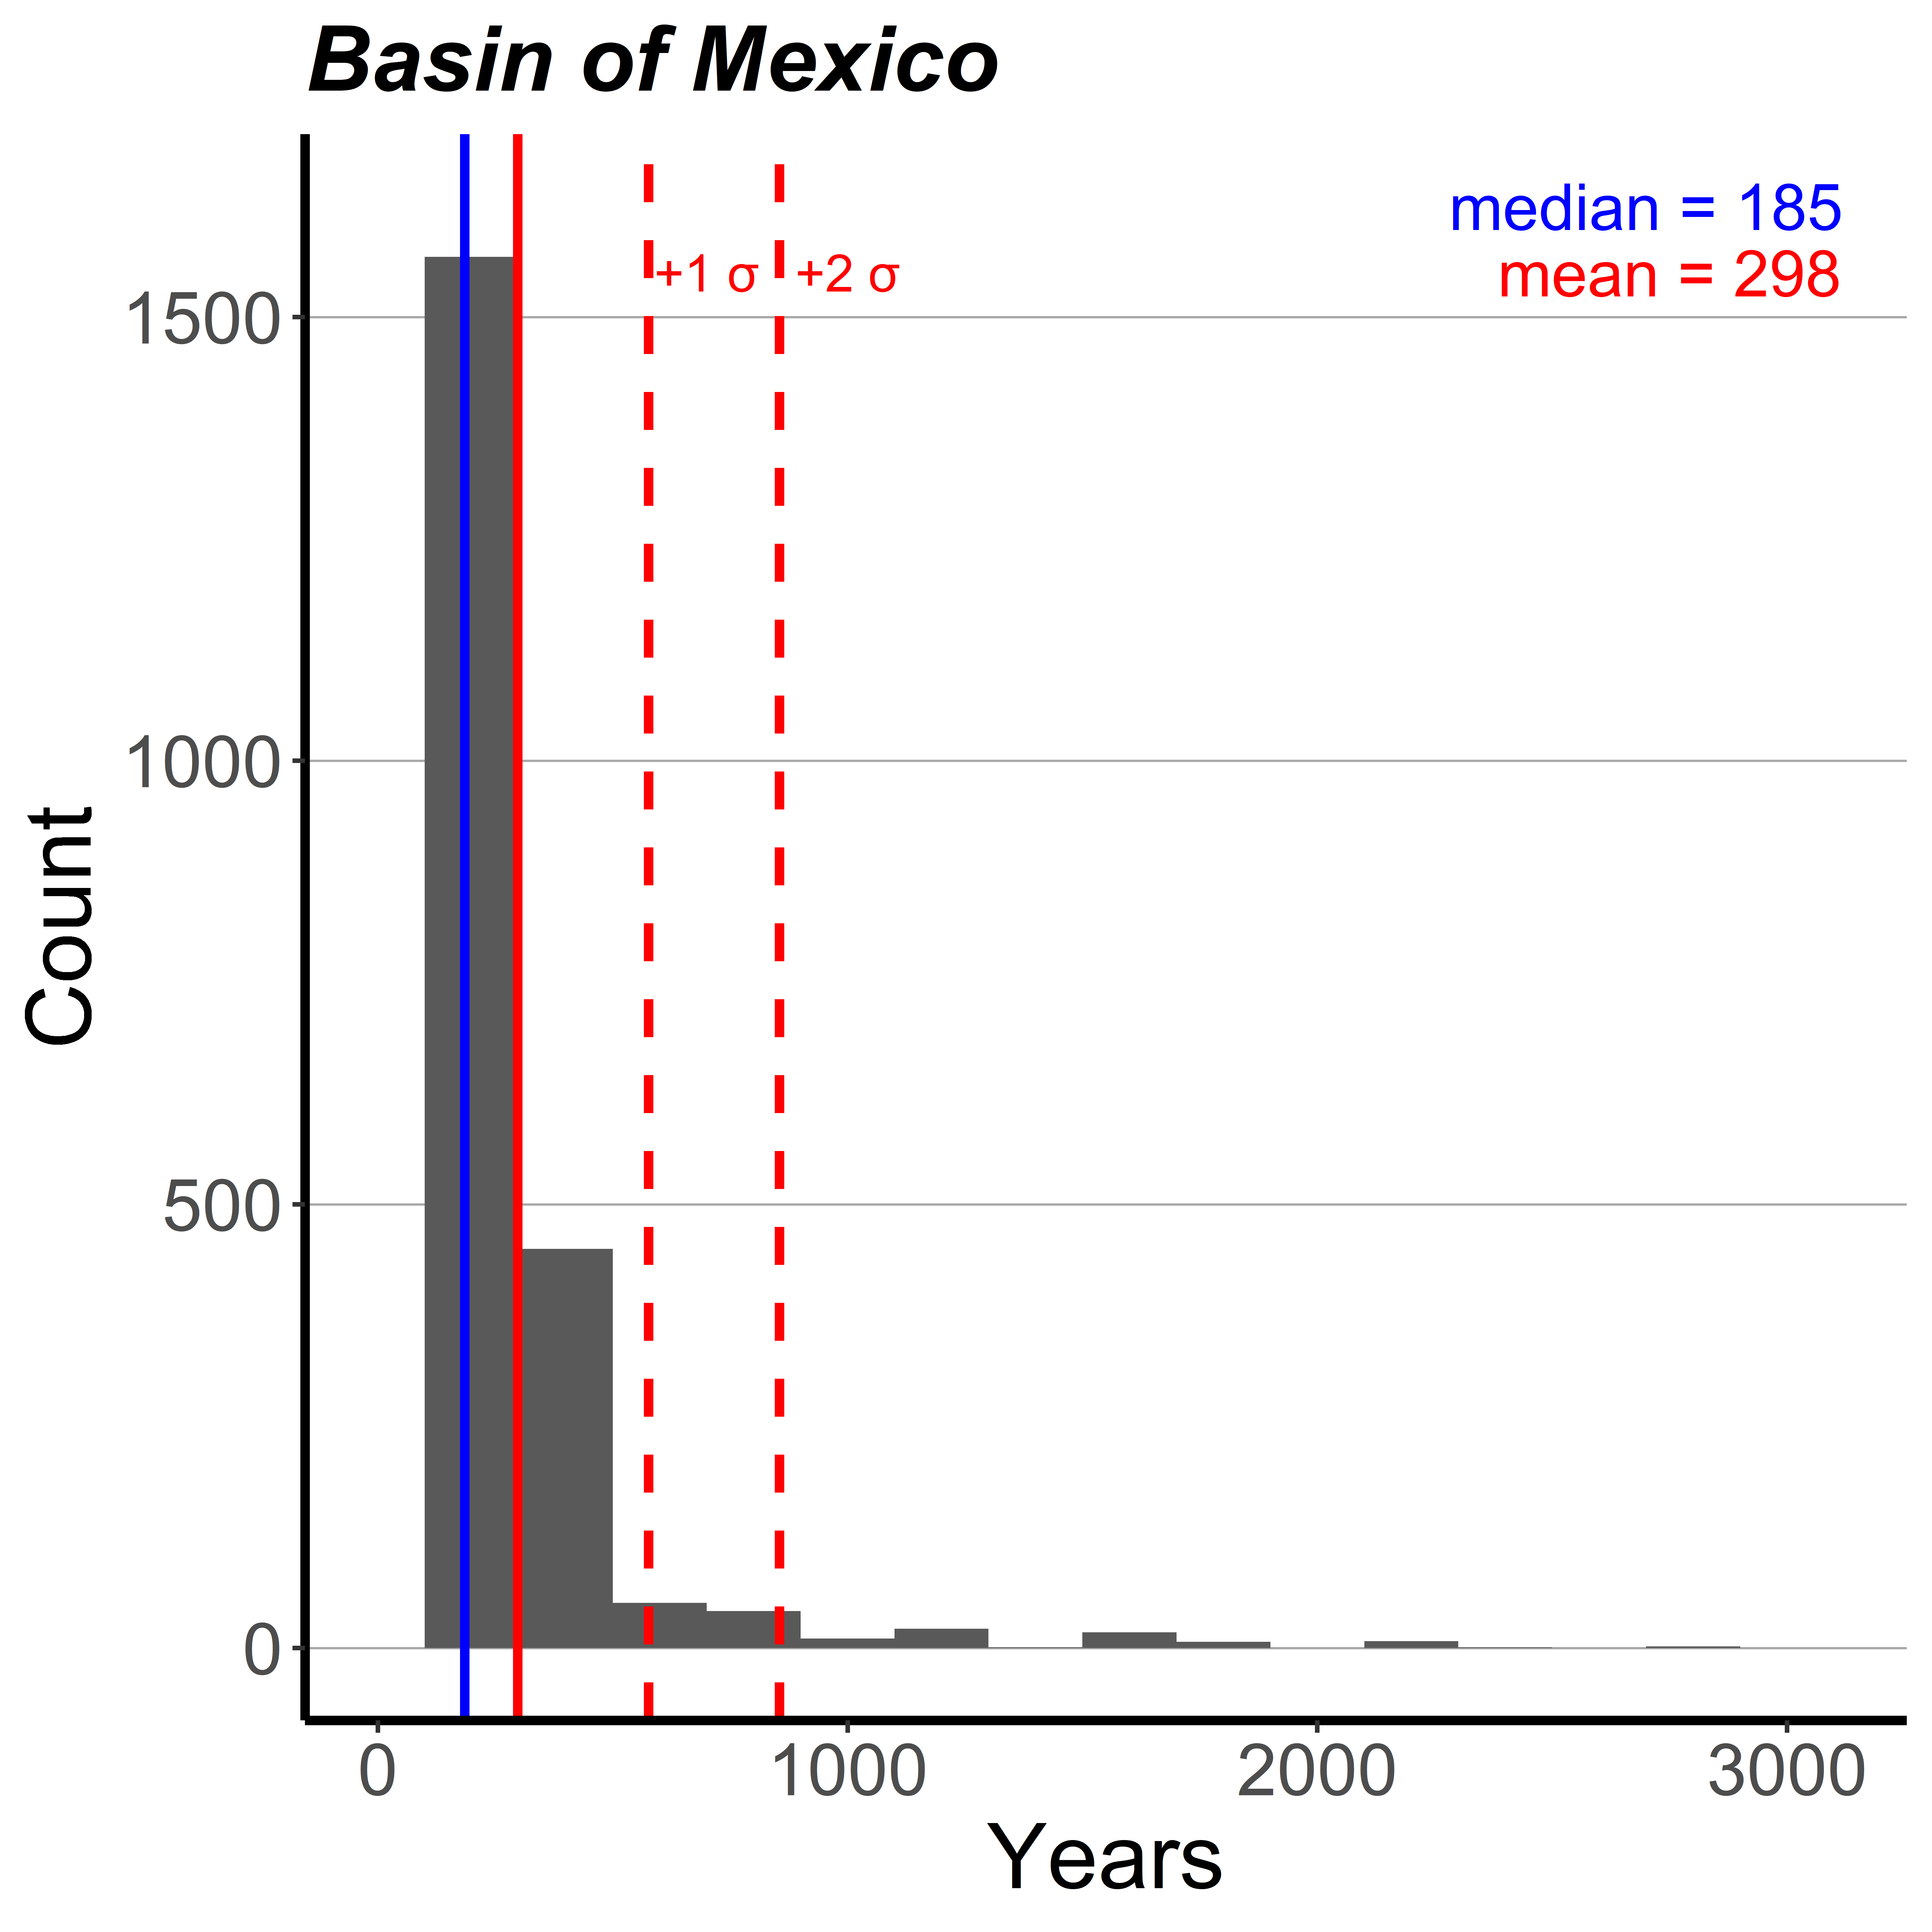 Basin of Mexico
median = 185
mean = 298
+1 σ +2 σ
1500
1000
500
0
Count
0 1000 2000 3000
Years